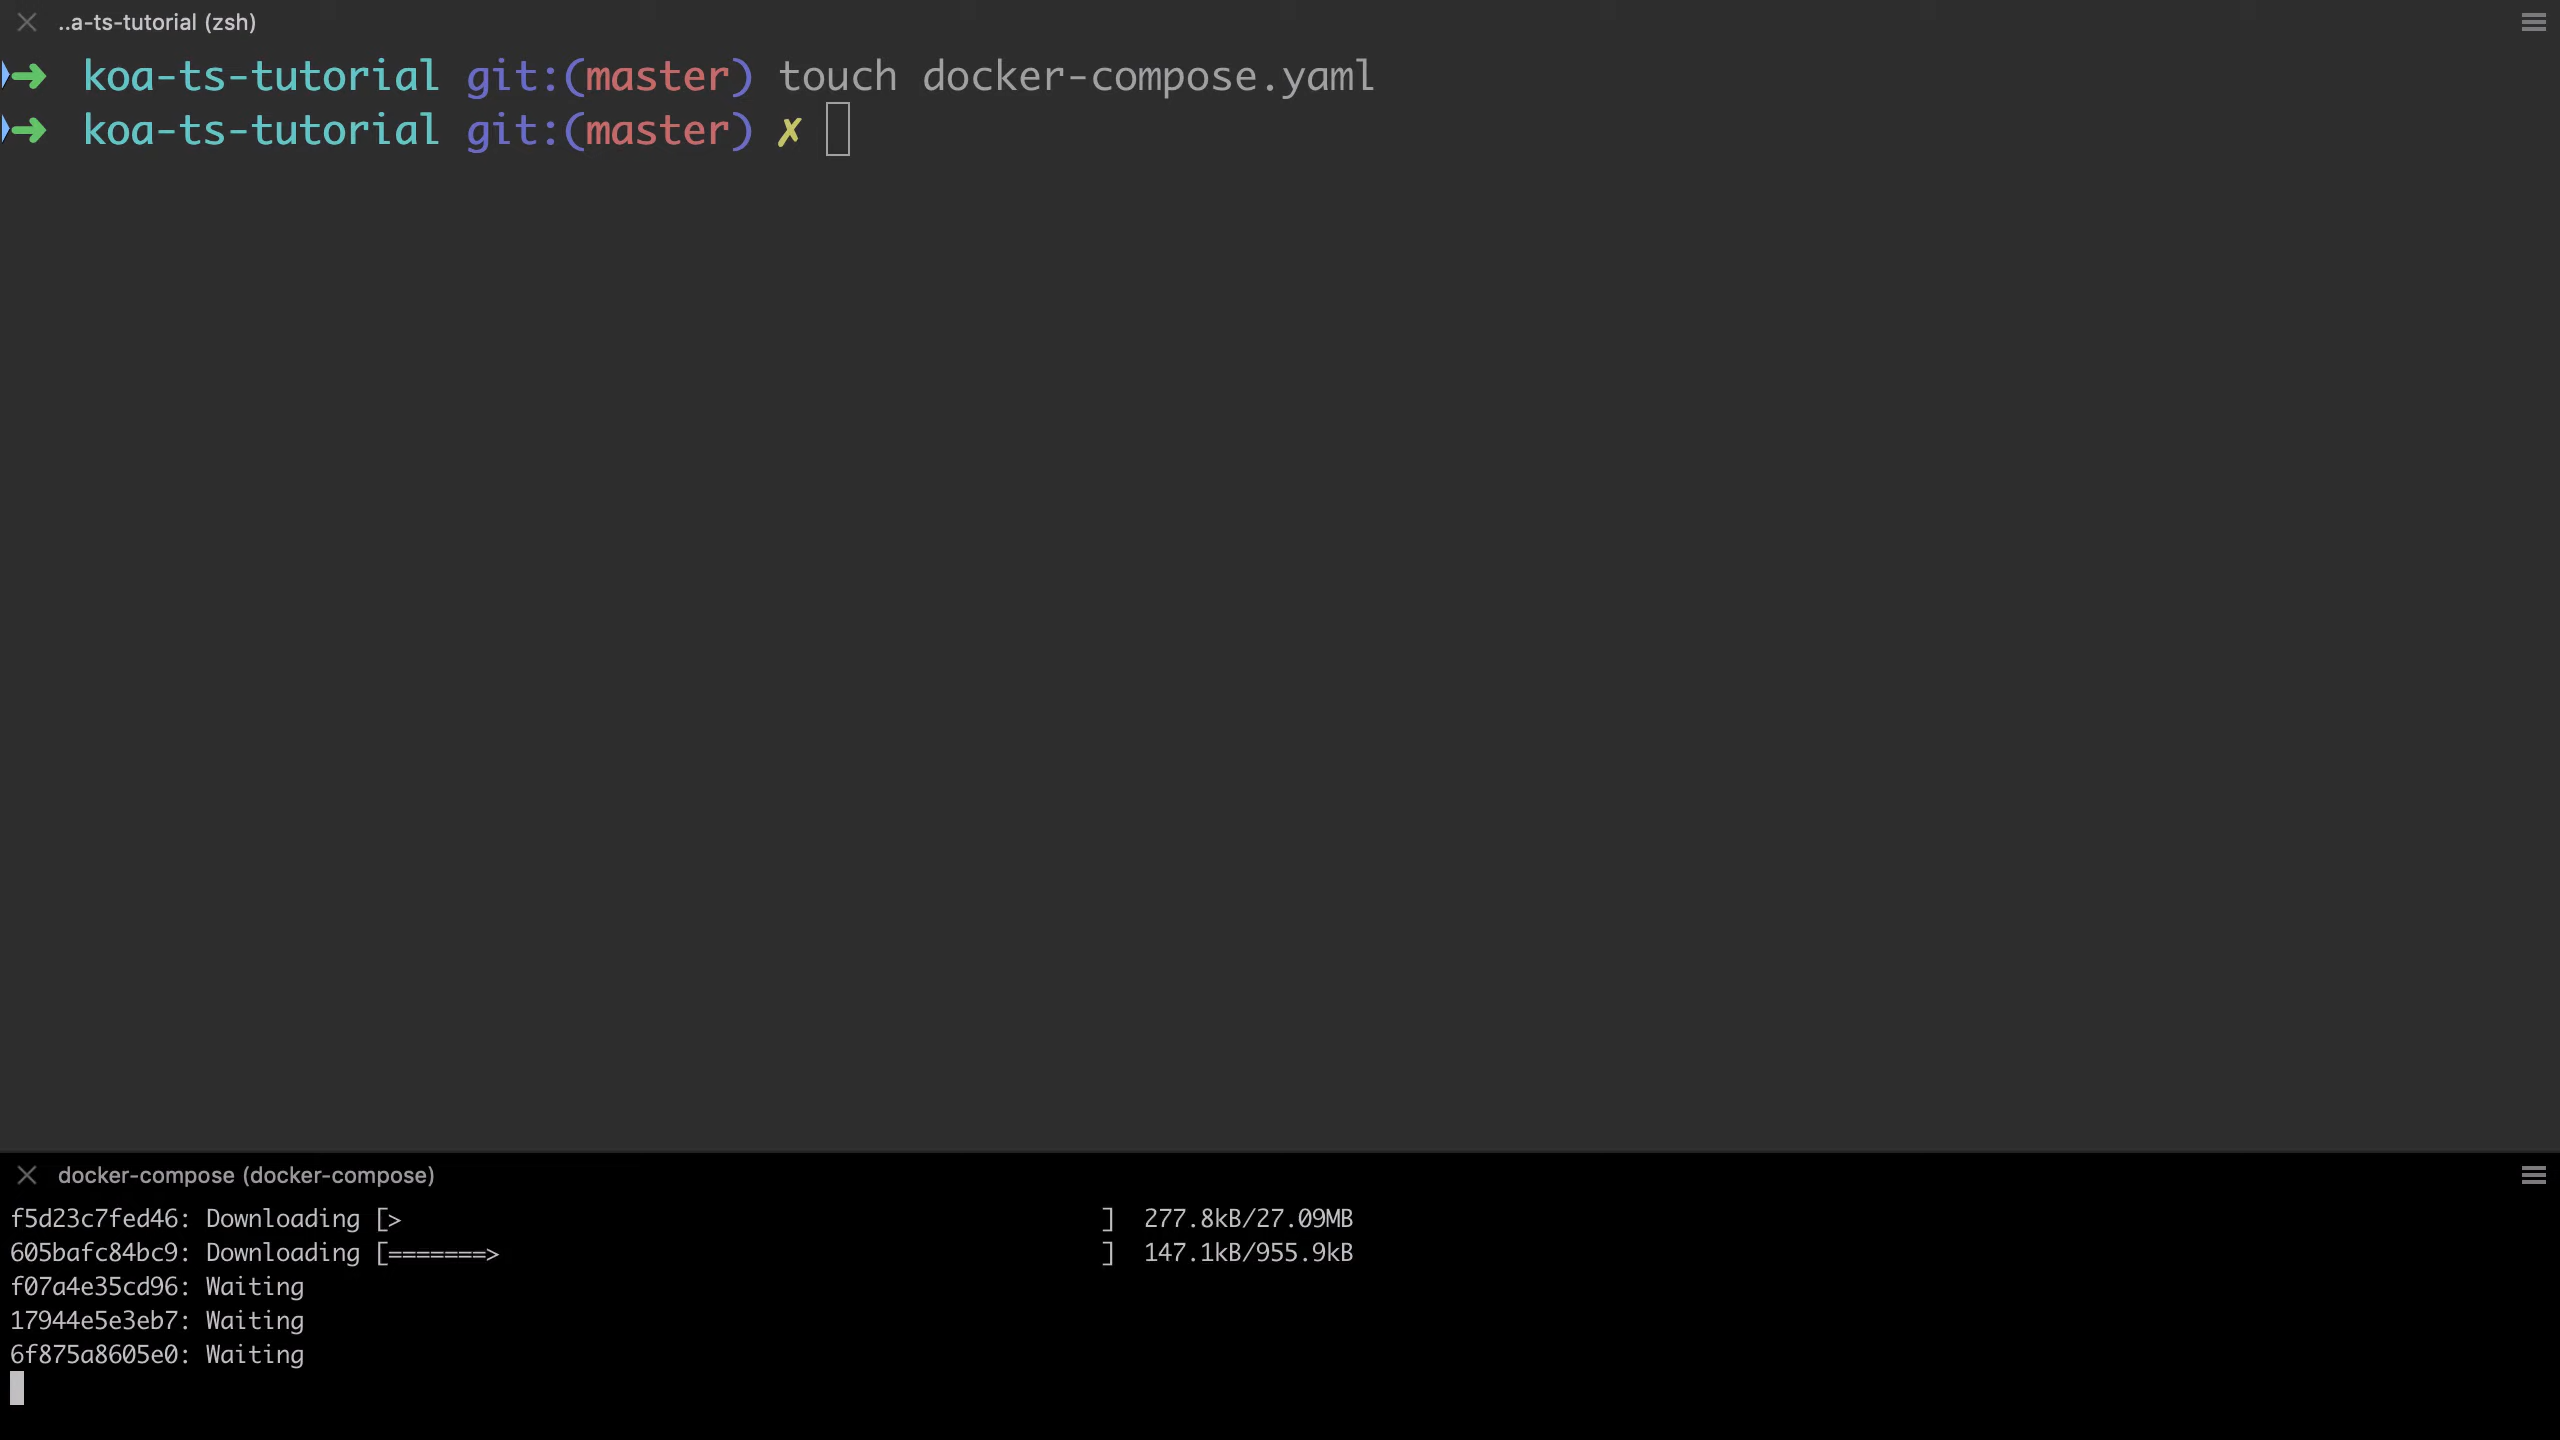 ..a-ts-tutorial (zsh)
➜ koa-ts-tutorial git:(master) touch docker-compose.yaml
➜ koa-ts-tutorial git:(master) ✗
docker-compose (docker-compose)
f5d23c7fed46: Downloading [> ] 277.8kB/27.09MB
605bafc84bc9: Downloading [=======> ] 147.1kB/955.9kB
f07a4e35cd96: Waiting
17944e5e3eb7: Waiting
6f875a8605e0: Waiting